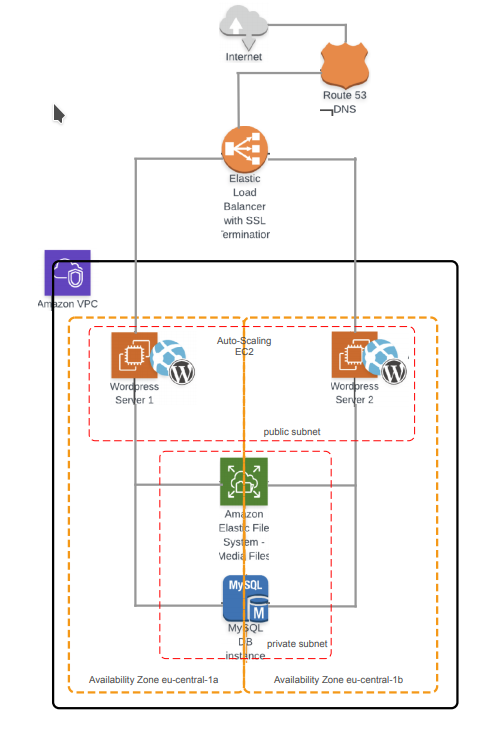 Internet
Route 53
DNS
Elastic
Load
Balancer
with SSL
Termination
Amazon VPC
Auto-Scaling
EC2
Wordpress
Server 1
Wordpress
Server 2
public subnet
Amazon
Elastic File
System -
Media Files
MySQL
M
MySQL
DB
instance
private subnet
Availability Zone eu-central-1a
Availability Zone eu-central-1b